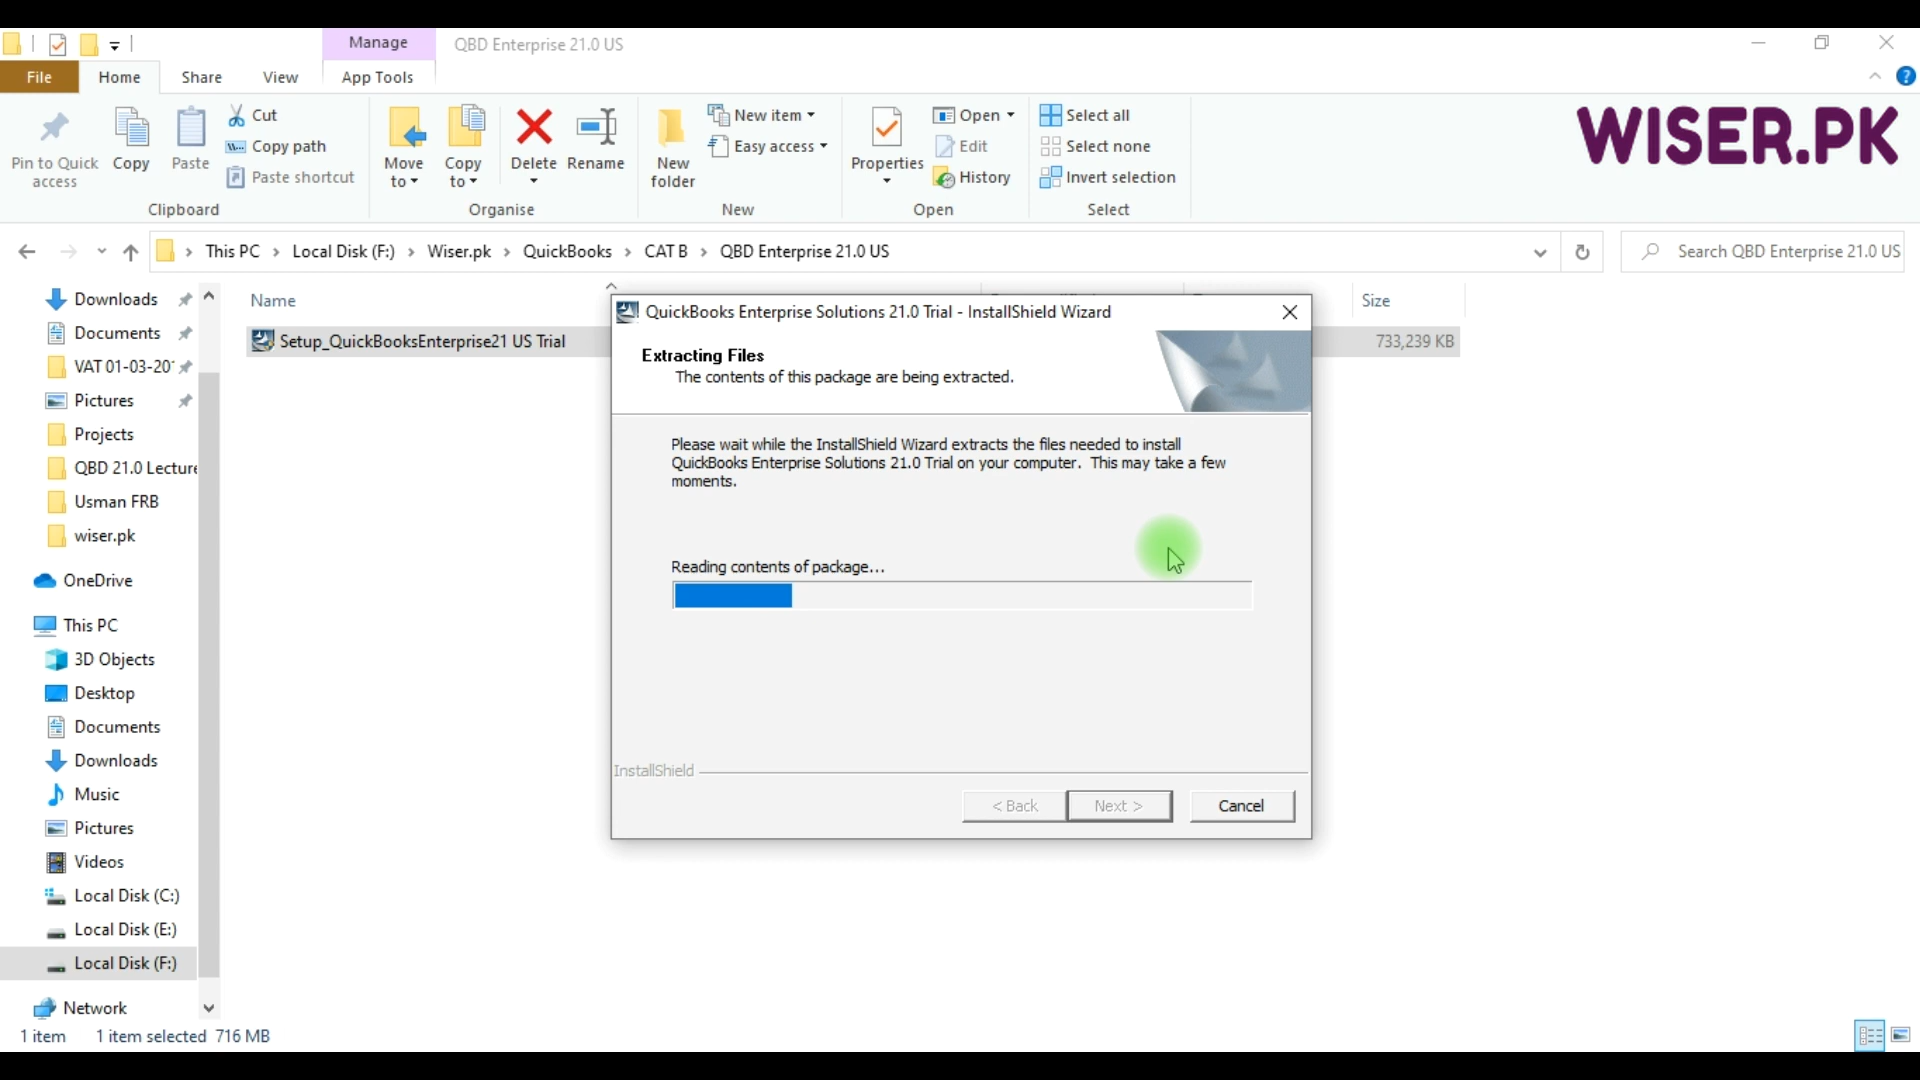 Manage
QBD Enterprise 21.0 US
File
Home
Share
View
App Tools
Pin to Quick
access
Copy
Paste
Cut
Copy path
Paste shortcut
Clipboard
Move
to
Copy
to
Delete
Rename
Organise
New
folder
New item
Easy access
New
Properties
Open
Edit
History
Open
Select all
Select none
Invert selection
Select
WISER.PK
This PC > Local Disk (F:) > Wiser.pk > QuickBooks > CAT B > QBD Enterprise 21.0 US
Search QBD Enterprise 21.0 US
Downloads
Documents
VAT 01-03-20
Pictures
Projects
QBD 21.0 Lecture
Usman FRB
wiser.pk
OneDrive
This PC
3D Objects
Desktop
Documents
Downloads
Music
Pictures
Videos
Local Disk (C:)
Local Disk (E:)
Local Disk (F:)
Network
Name
Size
Setup_QuickBooksEnterprise21 US Trial
733,239 KB
QuickBooks Enterprise Solutions 21.0 Trial - InstallShield Wizard
Extracting Files
The contents of this package are being extracted.
Please wait while the InstallShield Wizard extracts the files needed to install
QuickBooks Enterprise Solutions 21.0 Trial on your computer. This may take a few
moments.
Reading contents of package...
InstallShield
< Back
Next >
Cancel
1 item
1 item selected 716 MB